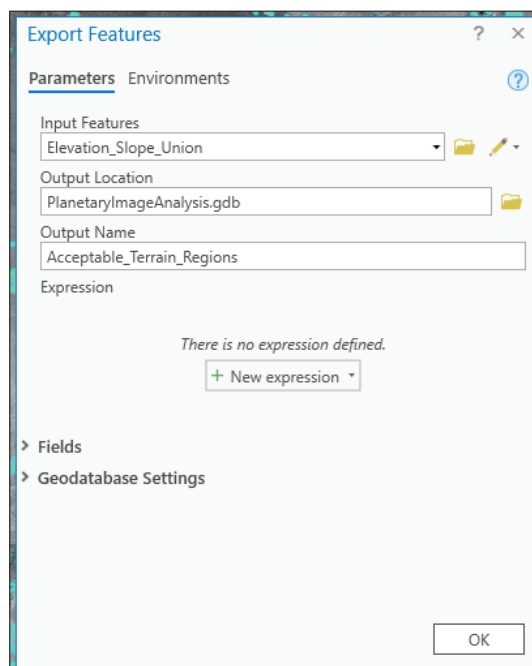 Export Features
? ×
Parameters Environments
?
Input Features
Elevation_Slope_Union
Output Location
PlanetaryImageAnalysis.gdb
Output Name
Acceptable_Terrain_Regions
Expression
There is no expression defined.
+ New expression
Fields
Geodatabase Settings
OK